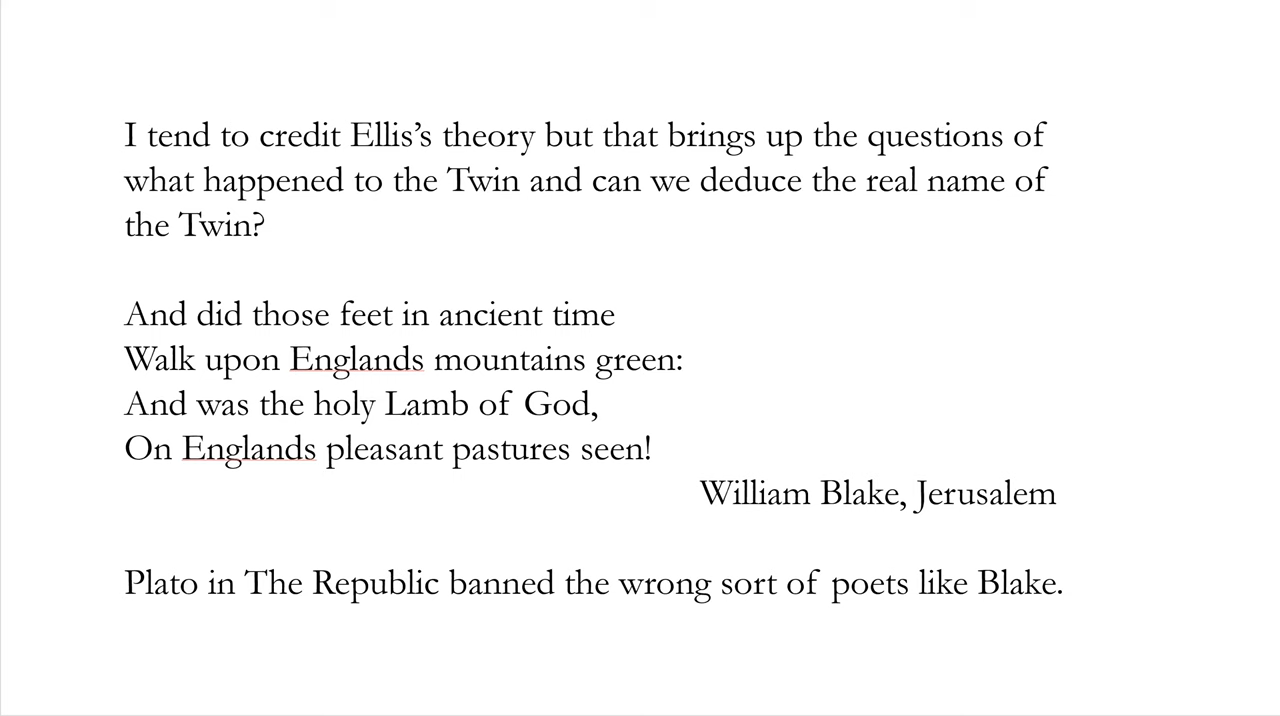 I tend to credit Ellis’s theory but that brings up the questions of
what happened to the Twin and can we deduce the real name of
the Twin?
And did those feet in ancient time
Walk upon Englands mountains green:
And was the holy Lamb of God,
On Englands pleasant pastures seen!
William Blake, Jerusalem
Plato in The Republic banned the wrong sort of poets like Blake.